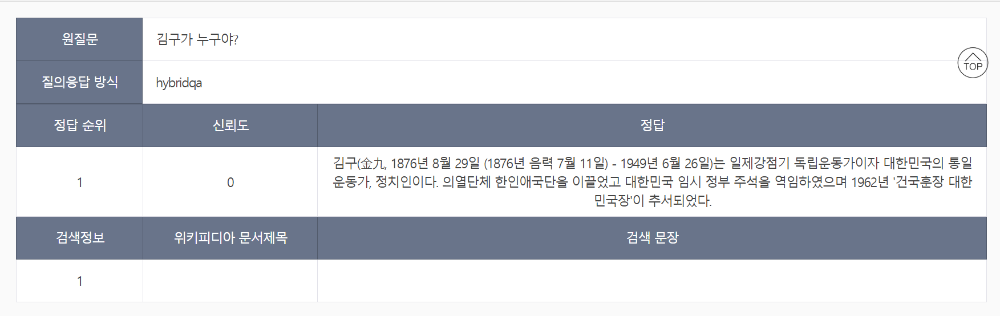 원질문 김구가 누구야?
TOP
질의응답 방식 hybridqa
정답 순위 신뢰도 정답
1 0 김구(金九, 1876년 8월 29일 (1876년 음력 7월 11일) - 1949년 6월 26일)는 일제강점기 독립운동가이자 대한민국의 통일
운동가, 정치인이다. 의열단체 한인애국단을 이끌었고 대한민국 임시 정부 주석을 역임하였으며 1962년 '건국훈장 대한
민국장'이 추서되었다.
검색정보 위키피디아 문서제목 검색 문장
1